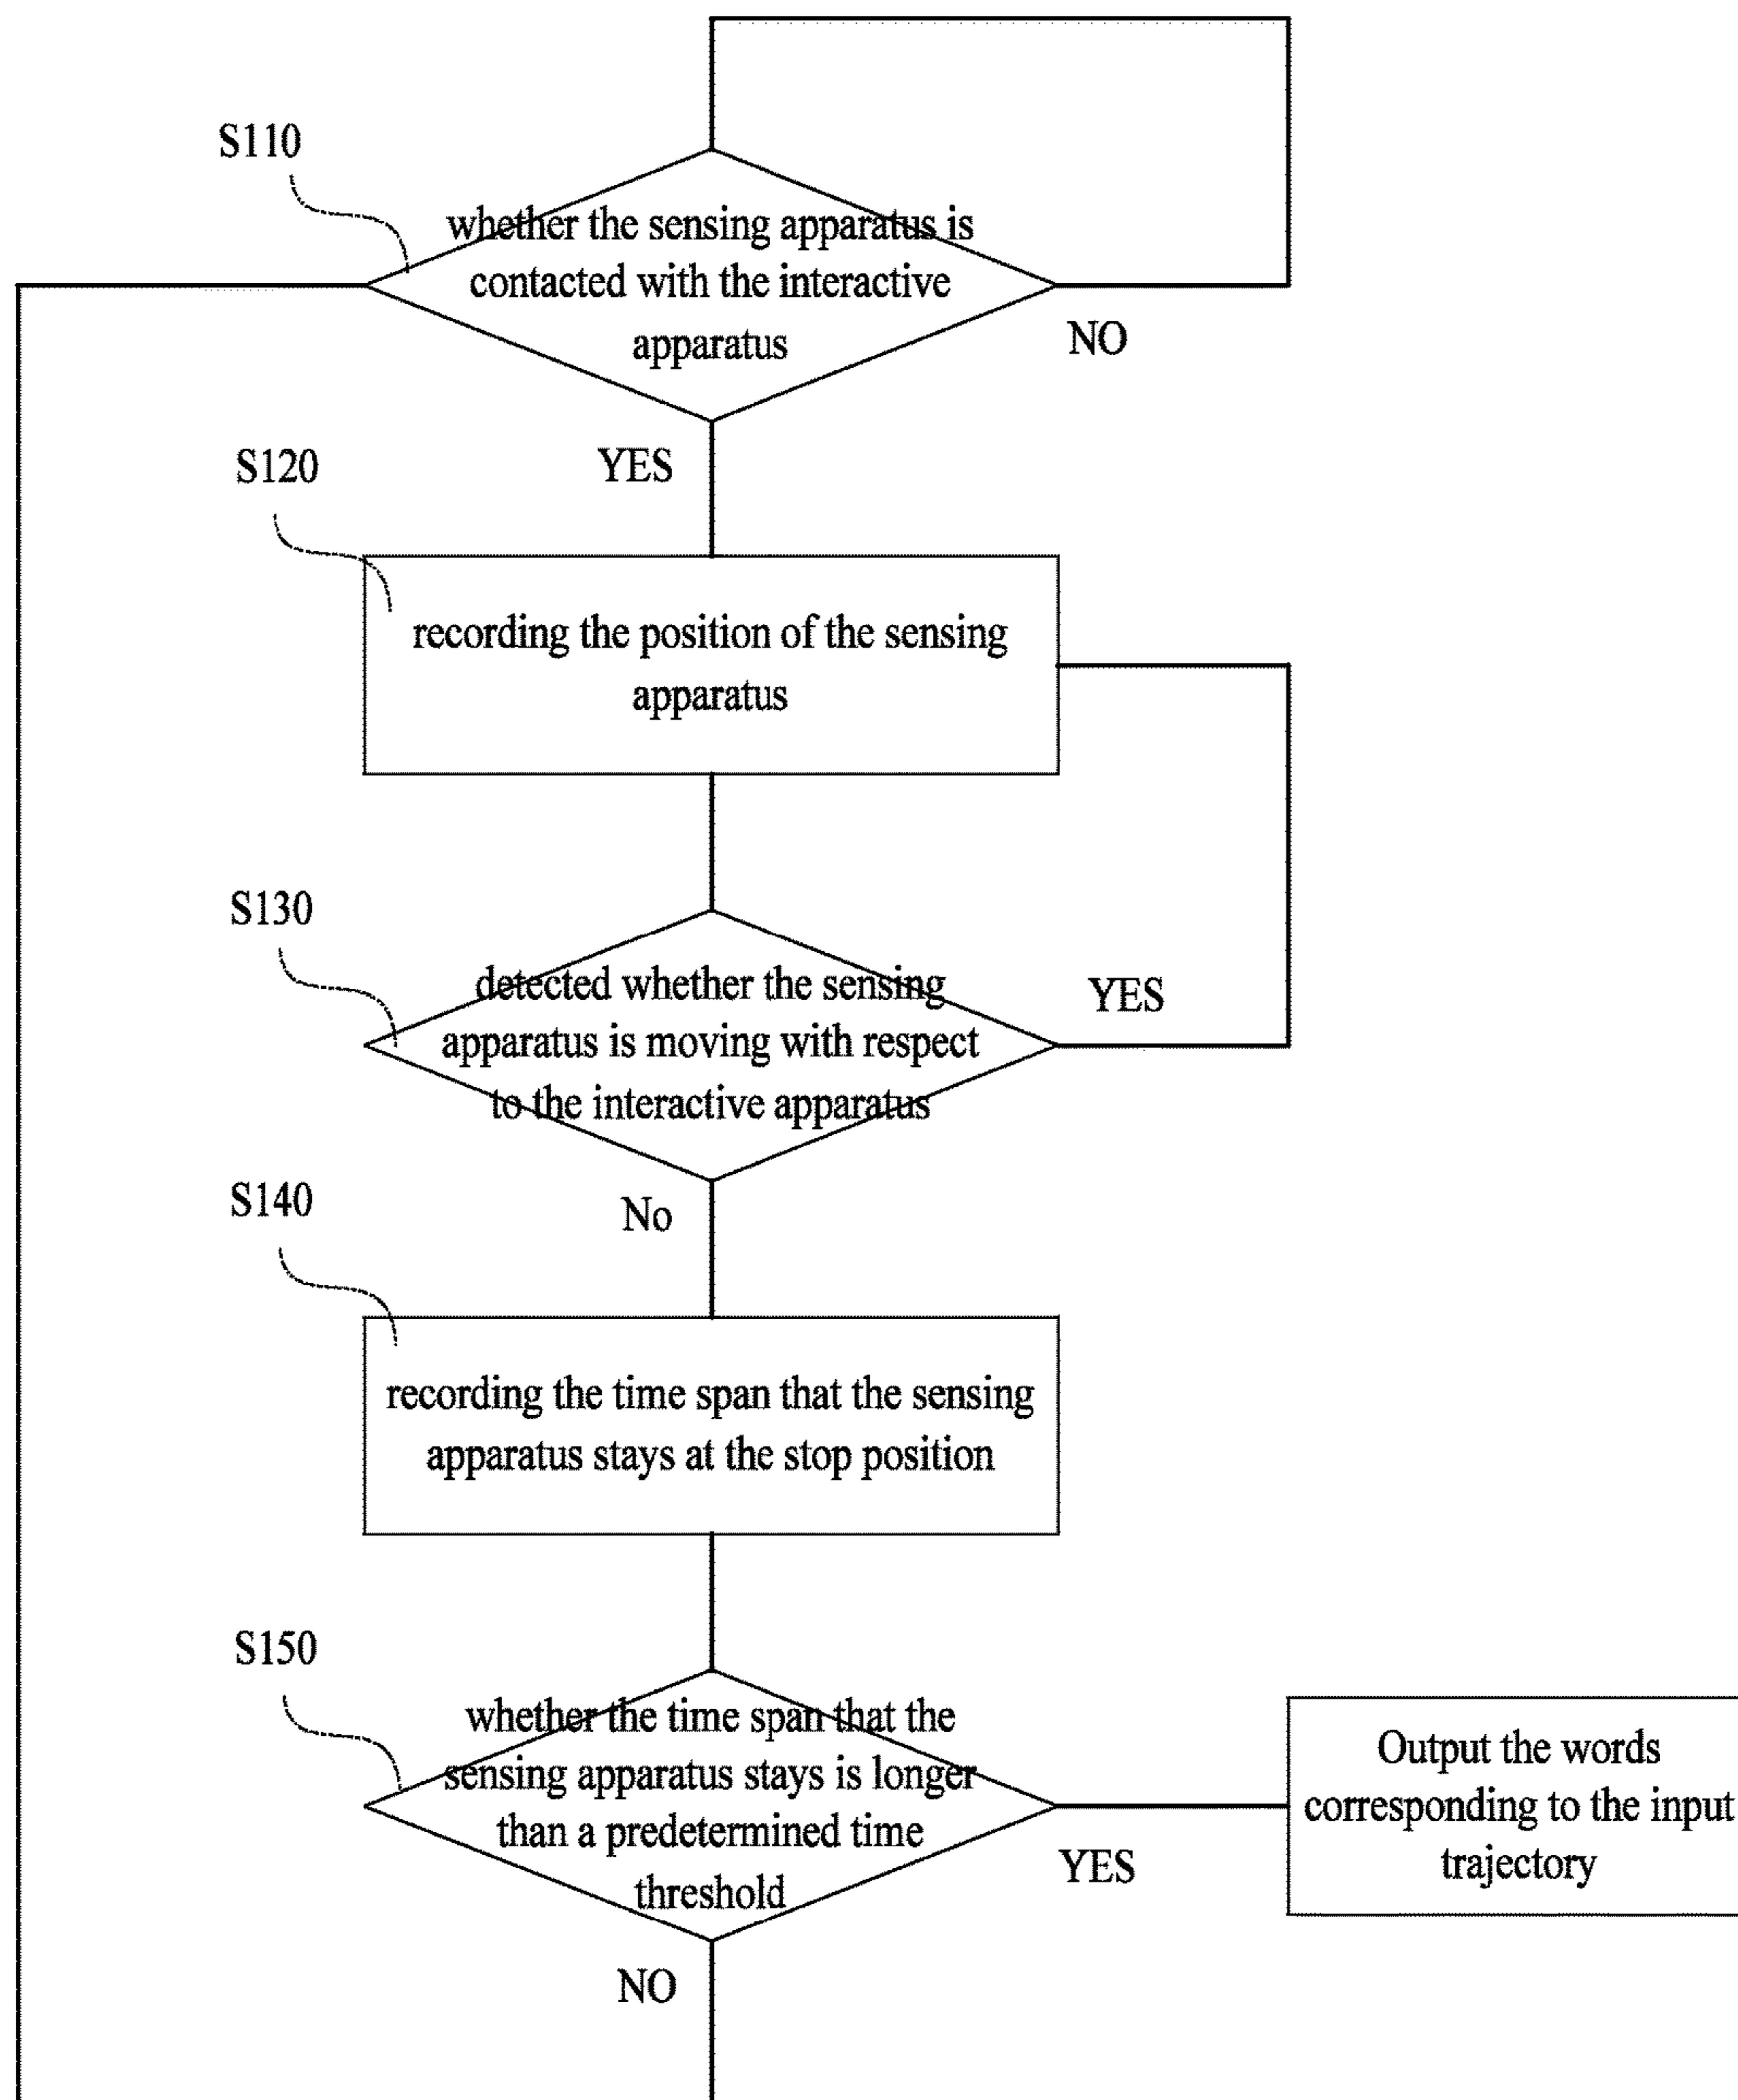 S110
whether the sensing apparatus is
contacted with the interactive
apparatus
NO
YES
S120
recording the position of the sensing
apparatus
S130
detected whether the sensing
apparatus is moving with respect
to the interactive apparatus
YES
No
S140
recording the time span that the sensing
apparatus stays at the stop position
S150
whether the time span that the
sensing apparatus stays is longer
than a predetermined time
threshold
YES
Output the words
corresponding to the input
trajectory
NO